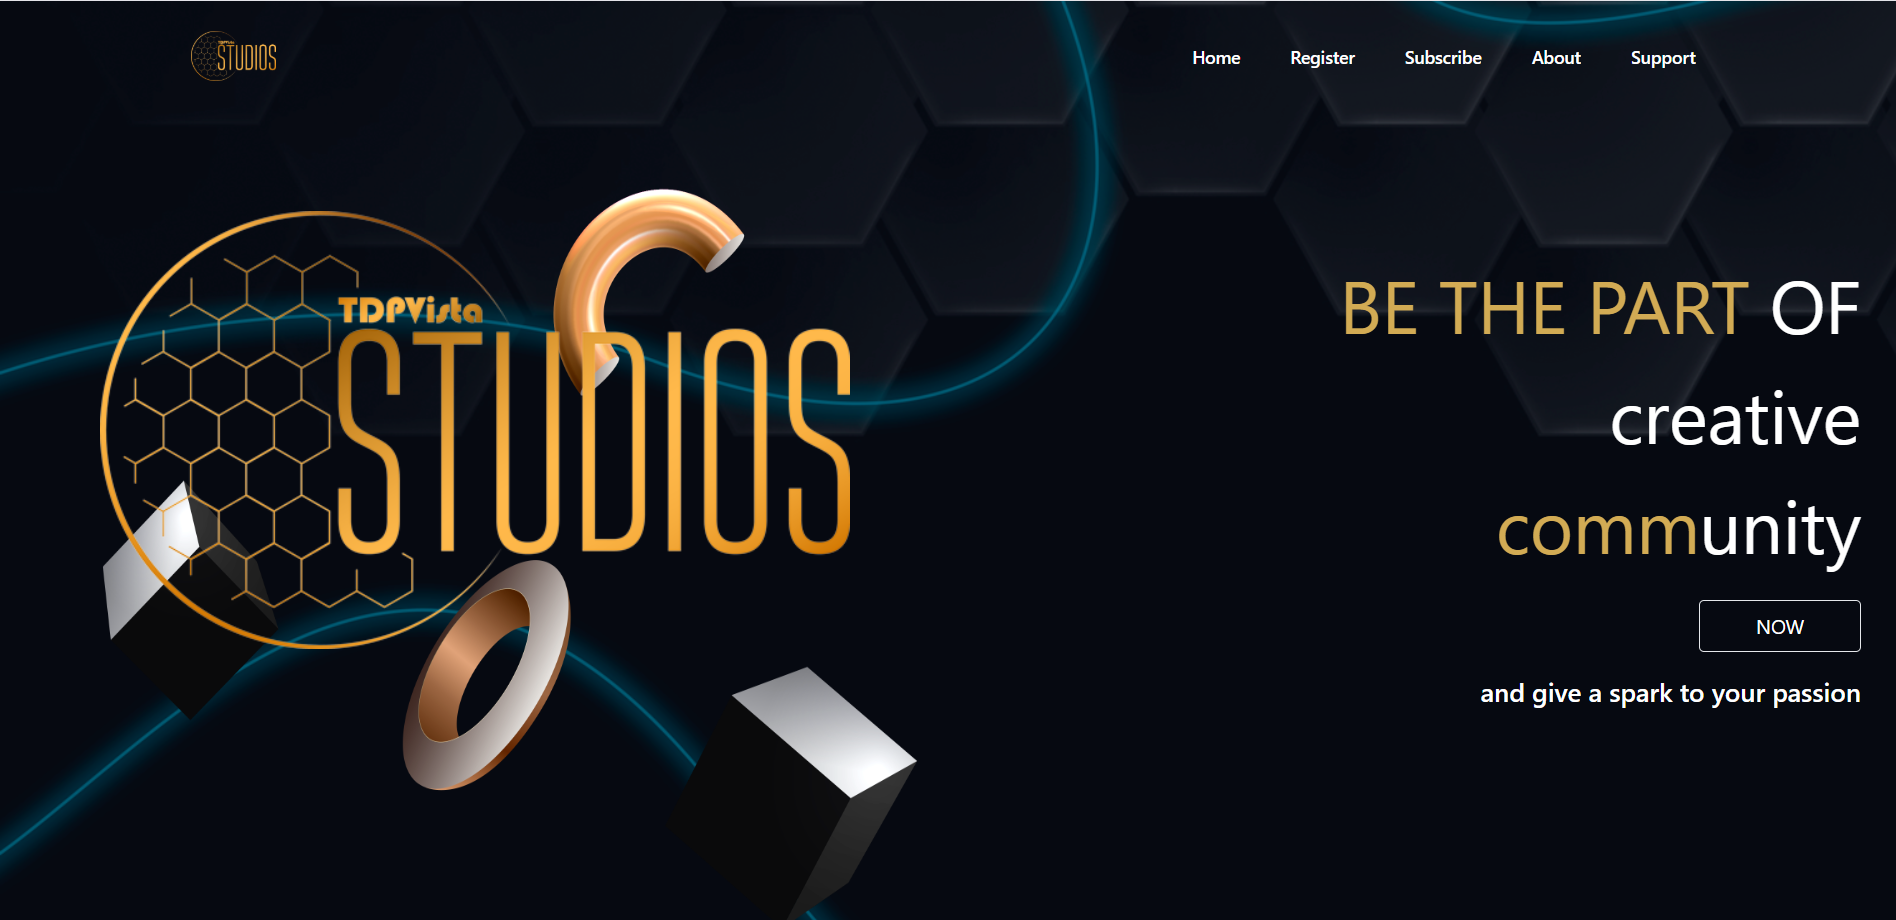 TDPVista
STUDIOS
Home Register Subscribe About Support
TDPVista
STUDIOS
BE THE PART OF
creative
community
NOW
and give a spark to your passion